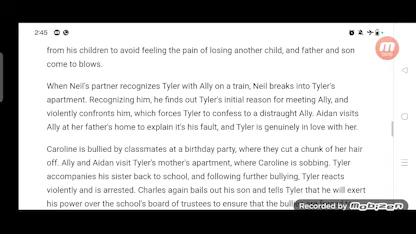 2:45
from his children to avoid feeling the pain of losing another child, and father and son
come to blows.
When Neil's partner recognizes Tyler with Ally on a train, Neil breaks into Tyler's
apartment. Recognizing him, he finds out Tyler's initial reason for meeting Ally, and
violently confronts him, which forces Tyler to confess to a distraught Ally. Aidan visits
Ally at her father's home to explain it's his fault, and Tyler is genuinely in love with her.
Caroline is bullied by classmates at a birthday party, where they cut a chunk of her hair
off. Ally and Aidan visit Tyler's mother's apartment, where Caroline is sobbing. Tyler
accompanies his sister back to school, and following further bullying, Tyler reacts
violently and is arrested. Charles again bails out his son and tells Tyler that he will exert
his power over the school's board of trustees to ensure that the bull
Recorded by Mobizen